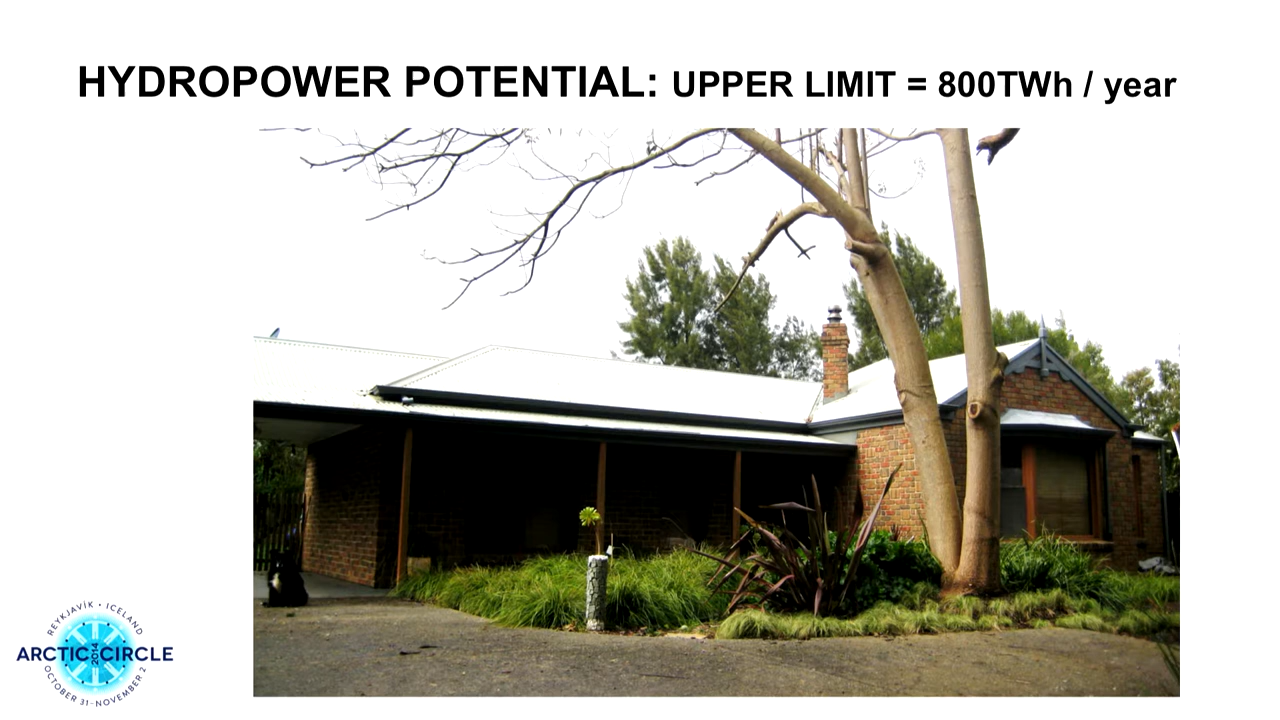 HYDROPOWER POTENTIAL: UPPER LIMIT = 800TWh / year
REYKJAVÍK • ICELAND
ARCTIC CIRCLE
2014
OCTOBER 31-NOVEMBER 2